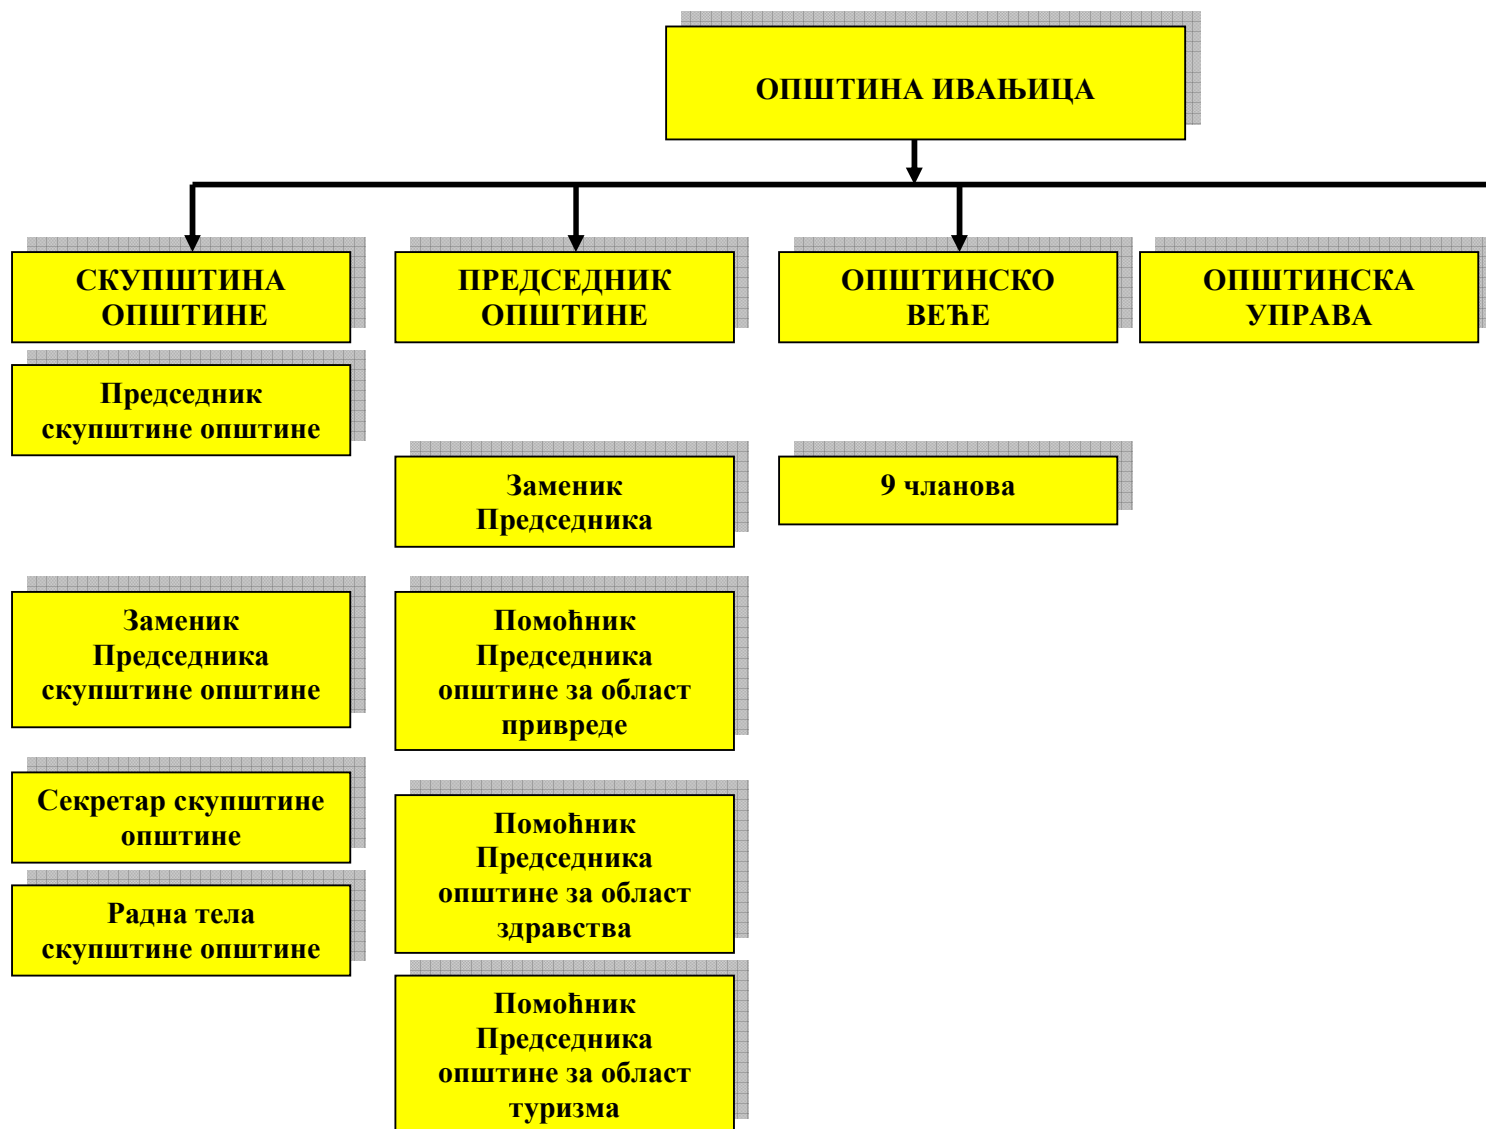 ОПШТИНА ИВАЊИЦА
СКУПШТИНА
ОПШТИНЕ
ПРЕДСЕДНИК
ОПШТИНЕ
ОПШТИНСКО
ВЕЋЕ
ОПШТИНСКА
УПРАВА
Председник
скупштине општине
Заменик
Председника
9 чланова
Заменик
Председника
скупштине општине
Помоћник
Председника
општине за област
привреде
Секретар скупштине
општине
Помоћник
Председника
општине за област
здравства
Радна тела
скупштине општине
Помоћник
Председника
општине за област
туризма